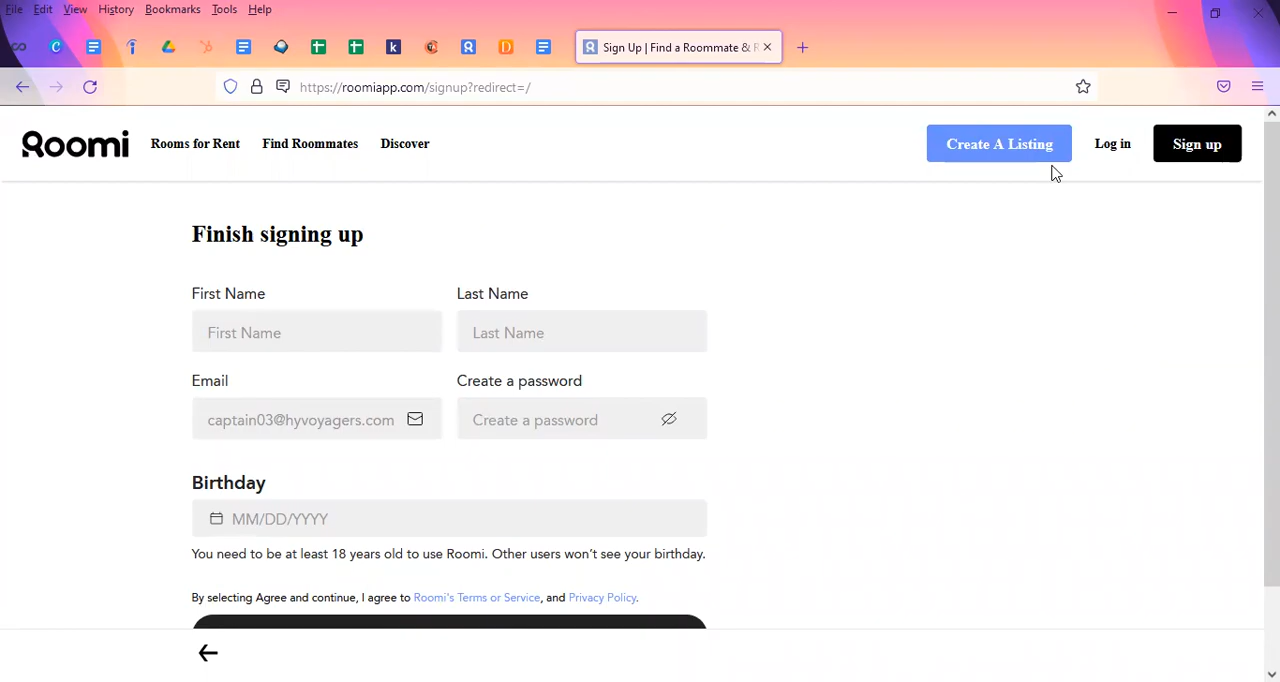 File Edit View History Bookmarks Tools Help
Sign Up | Find a Roommate & R
https://roomiapp.com/signup?redirect=/
Roomi Rooms for Rent Find Roommates Discover Create A Listing Log in Sign up
Finish signing up
First Name Last Name
First Name Last Name
Email Create a password
captain03@hyvoyagers.com Create a password
Birthday
MM/DD/YYYY
You need to be at least 18 years old to use Roomi. Other users won't see your birthday.
By selecting Agree and continue, I agree to Roomi's Terms or Service, and Privacy Policy.